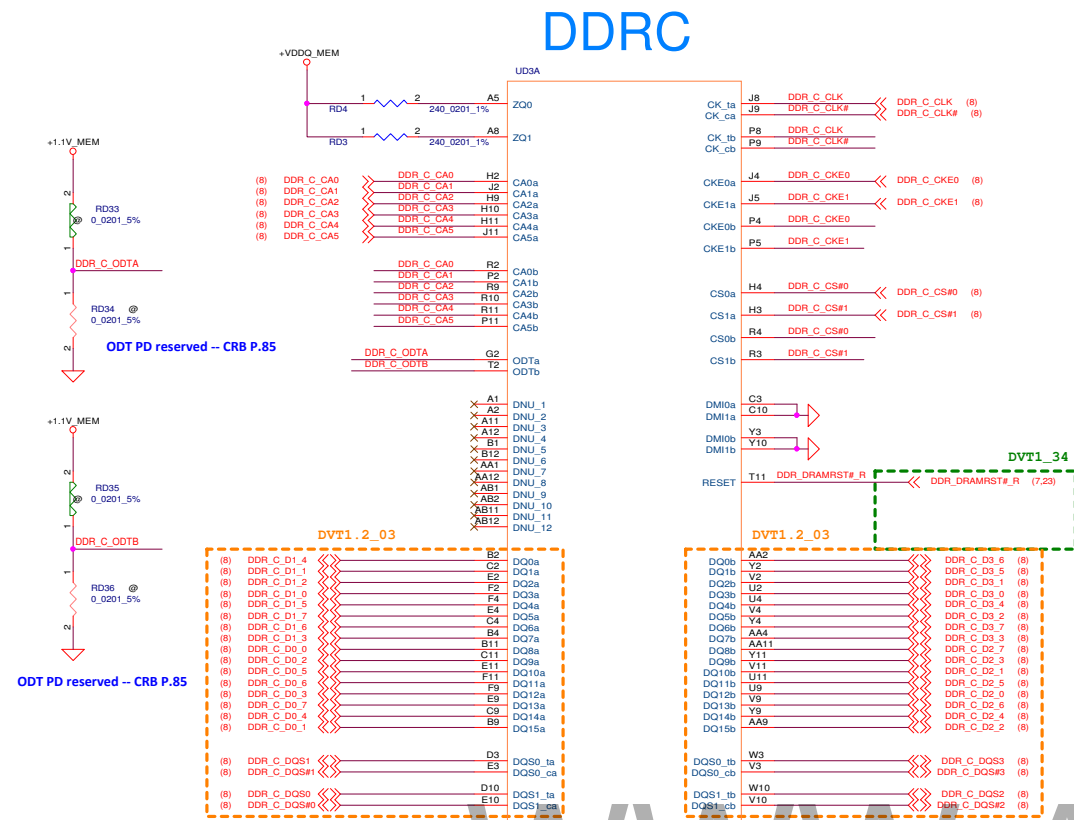 DDRC
+VDDQ_MEM
UD3A
1 2 A5 ZQ0
RD4 240_0201_1%
1 2 A8 ZQ1
RD3 240_0201_1%
+1.1V_MEM
2
RD33
@
0_0201_5%
1
DDR_C_ODTA
1
RD34 @
0_0201_5%
2
ODT PD reserved -- CRB P.85
+1.1V_MEM
2
RD35
@
0_0201_5%
1
DDR_C_ODTB
1
RD36 @
0_0201_5%
2
ODT PD reserved -- CRB P.85
(8) DDR_C_CA0 DDR_C_CA0 H2 CA0a
(8) DDR_C_CA1 DDR_C_CA1 J2 CA1a
(8) DDR_C_CA2 DDR_C_CA2 H9 CA2a
(8) DDR_C_CA3 DDR_C_CA3 H10 CA3a
(8) DDR_C_CA4 DDR_C_CA4 H11 CA4a
(8) DDR_C_CA5 DDR_C_CA5 J11 CA5a
DDR_C_CA0 R2 CA0b
DDR_C_CA1 P2 CA1b
DDR_C_CA2 R9 CA2b
DDR_C_CA3 R10 CA3b
DDR_C_CA4 R11 CA4b
DDR_C_CA5 P11 CA5b
DDR_C_ODTA G2 ODTa
DDR_C_ODTB T2 ODTb
A1 DNU_1
A2 DNU_2
A11 DNU_3
A12 DNU_4
B1 DNU_5
B12 DNU_6
AA1 DNU_7
AA12 DNU_8
AB1 DNU_9
AB2 DNU_10
AB11 DNU_11
AB12 DNU_12
DVT1.2_03
(8) DDR_C_D1_4 B2 DQ0a
(8) DDR_C_D1_1 C2 DQ1a
(8) DDR_C_D1_2 E2 DQ2a
(8) DDR_C_D1_0 F2 DQ3a
(8) DDR_C_D1_5 F4 DQ4a
(8) DDR_C_D1_7 E4 DQ5a
(8) DDR_C_D1_6 C4 DQ6a
(8) DDR_C_D1_3 B4 DQ7a
(8) DDR_C_D0_0 B11 DQ8a
(8) DDR_C_D0_2 C11 DQ9a
(8) DDR_C_D0_5 E11 DQ10a
(8) DDR_C_D0_6 F11 DQ11a
(8) DDR_C_D0_3 F9 DQ12a
(8) DDR_C_D0_7 E9 DQ13a
(8) DDR_C_D0_4 C9 DQ14a
(8) DDR_C_D0_1 B9 DQ15a
(8) DDR_C_DQS1 D3 DQS0_ta
(8) DDR_C_DQS#1 E3 DQS0_ca
(8) DDR_C_DQS0 D10 DQS1_ta
(8) DDR_C_DQS#0 E10 DQS1_ca
CK_ta J8 DDR_C_CLK DDR_C_CLK (8)
CK_ca J9 DDR_C_CLK# DDR_C_CLK# (8)
CK_tb P8 DDR_C_CLK
CK_cb P9 DDR_C_CLK#
CKE0a J4 DDR_C_CKE0 DDR_C_CKE0 (8)
CKE1a J5 DDR_C_CKE1 DDR_C_CKE1 (8)
CKE0b P4 DDR_C_CKE0
CKE1b P5 DDR_C_CKE1
CS0a H4 DDR_C_CS#0 DDR_C_CS#0 (8)
CS1a H3 DDR_C_CS#1 DDR_C_CS#1 (8)
CS0b R4 DDR_C_CS#0
CS1b R3 DDR_C_CS#1
DMI0a C3
DMI1a C10
DMI0b Y3
DMI1b Y10
DVT1_34
RESET T11 DDR_DRAMRST#_R DDR_DRAMRST#_R (7,23)
DVT1.2_03
DQ0b AA2 DDR_C_D3_6 (8)
DQ1b Y2 DDR_C_D3_5 (8)
DQ2b V2 DDR_C_D3_1 (8)
DQ3b U2 DDR_C_D3_0 (8)
DQ4b U4 DDR_C_D3_4 (8)
DQ5b V4 DDR_C_D3_2 (8)
DQ6b Y4 DDR_C_D3_7 (8)
DQ7b AA4 DDR_C_D3_3 (8)
DQ8b AA11 DDR_C_D2_7 (8)
DQ9b Y11 DDR_C_D2_3 (8)
DQ10b V11 DDR_C_D2_1 (8)
DQ11b U11 DDR_C_D2_5 (8)
DQ12b U9 DDR_C_D2_0 (8)
DQ13b V9 DDR_C_D2_6 (8)
DQ14b Y9 DDR_C_D2_4 (8)
DQ15b AA9 DDR_C_D2_2 (8)
DQS0_tb W3 DDR_C_DQS3 (8)
DQS0_cb V3 DDR_C_DQS#3 (8)
DQS1_tb W10 DDR_C_DQS2 (8)
DQS1_cb V10 DDR_C_DQS#2 (8)